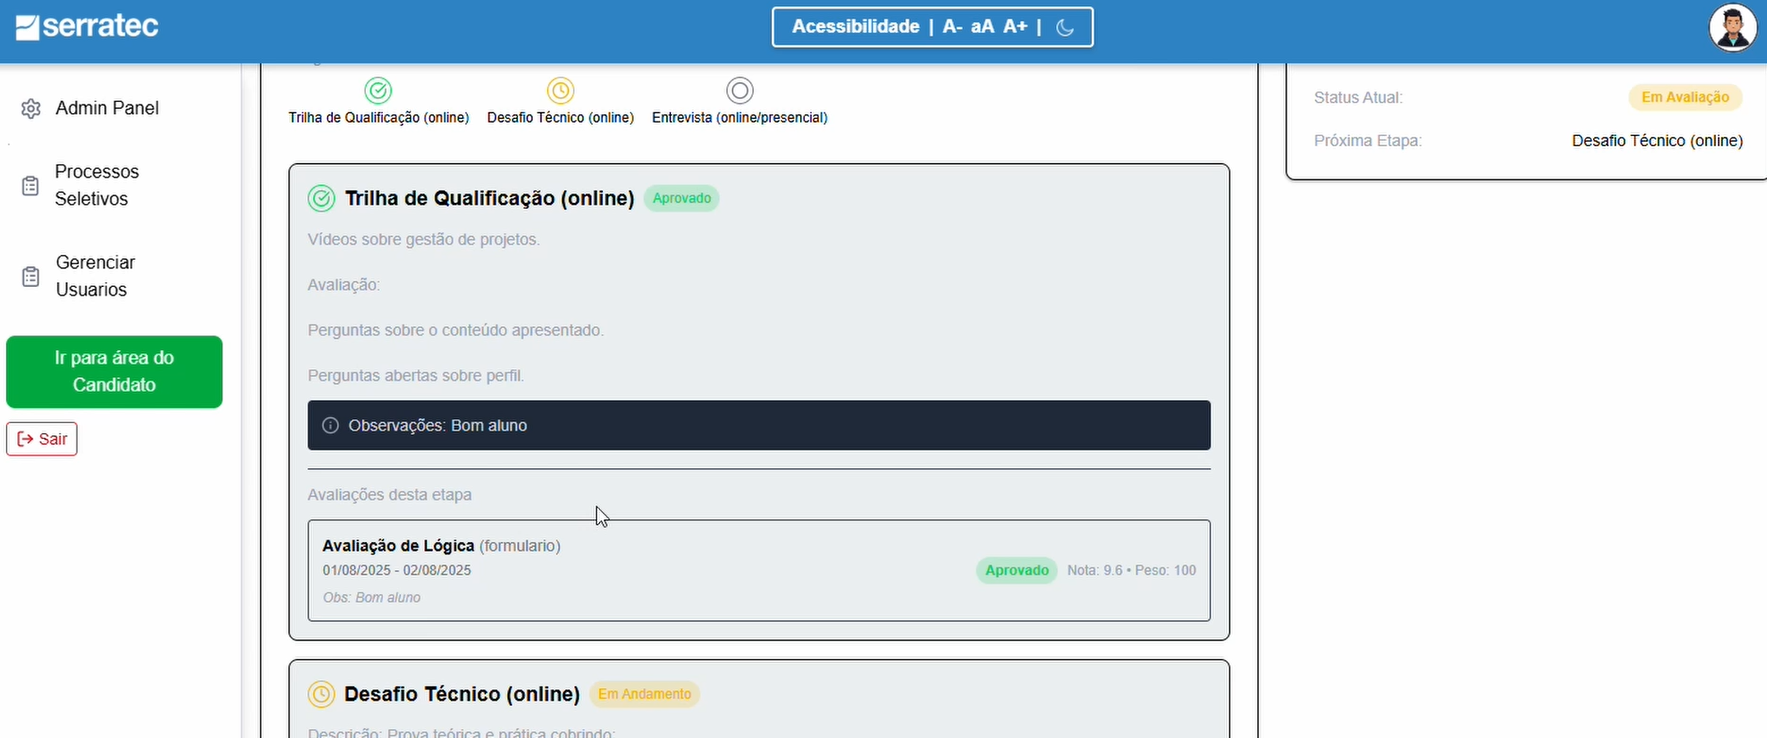 serratec
Acessibilidade | A- aA A+ |
Admin Panel
Processos
Seletivos
Gerenciar
Usuarios
Ir para área do
Candidato
Sair
Trilha de Qualificação (online)
Desafio Técnico (online)
Entrevista (online/presencial)
Trilha de Qualificação (online) Aprovado
Vídeos sobre gestão de projetos.
Avaliação:
Perguntas sobre o conteúdo apresentado.
Perguntas abertas sobre perfil.
Observações: Bom aluno
Avaliações desta etapa
Avaliação de Lógica (formulario)
01/08/2025 - 02/08/2025
Aprovado Nota: 9.6 • Peso: 100
Obs: Bom aluno
Desafio Técnico (online) Em Andamento
Descrição: Prova teórica e prática cobrindo:
Status Atual: Em Avaliação
Próxima Etapa: Desafio Técnico (online)